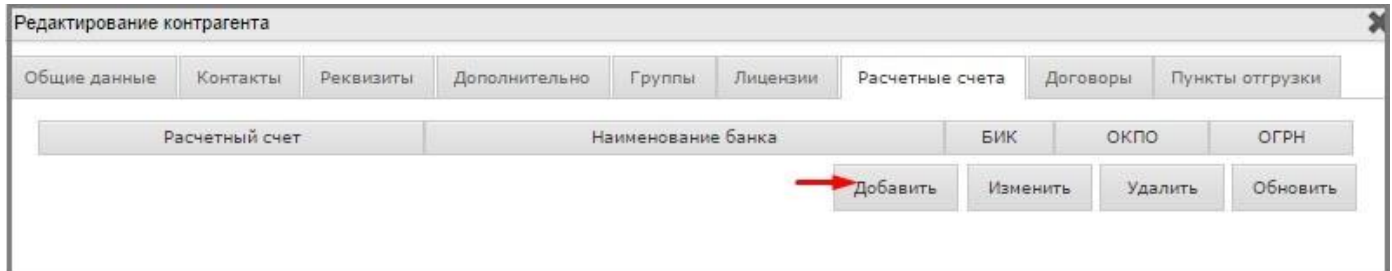 Редактирование контрагента
Общие данные Контакты Реквизиты Дополнительно Группы Лицензии Расчетные счета Договоры Пункты отгрузки
Расчетный счет Наименование банка БИК ОКПО ОГРН
Добавить Изменить Удалить Обновить